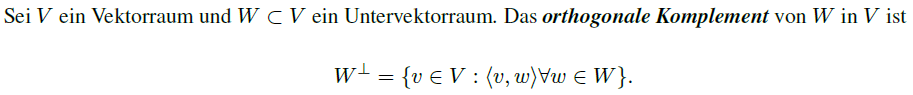 Sei V ein Vektorraum und W ⊂ V ein Untervektorraum. Das orthogonale Komplement von W in V ist
W⊥ = {v ∈ V : ⟨v, w⟩∀w ∈ W}.